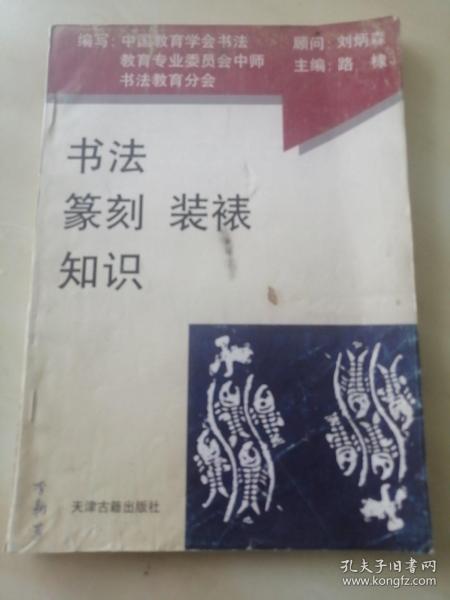 编写：中国教育学会书法
教育专业委员会中师
书法教育分会
顾问：刘炳森
主编：路棣
书法
篆刻 装裱
知识
天津古籍出版社
孔夫子旧书网
www.kongfz.com